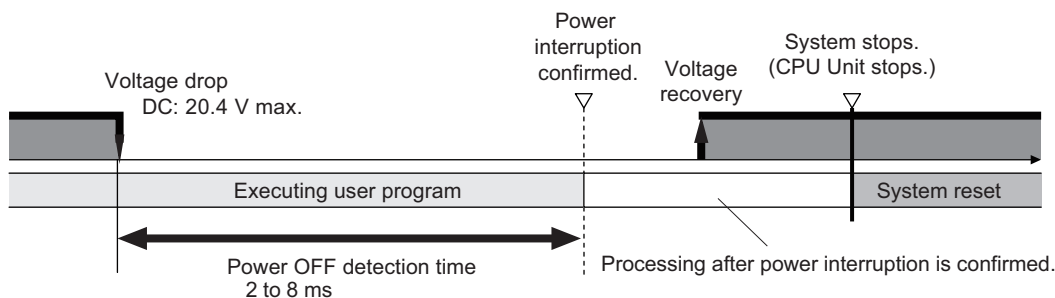 Power
interruption
confirmed.
System stops.
(CPU Unit stops.)
Voltage drop
DC: 20.4 V max.
Voltage
recovery
Executing user program
System reset
Power OFF detection time
2 to 8 ms
Processing after power interruption is confirmed.